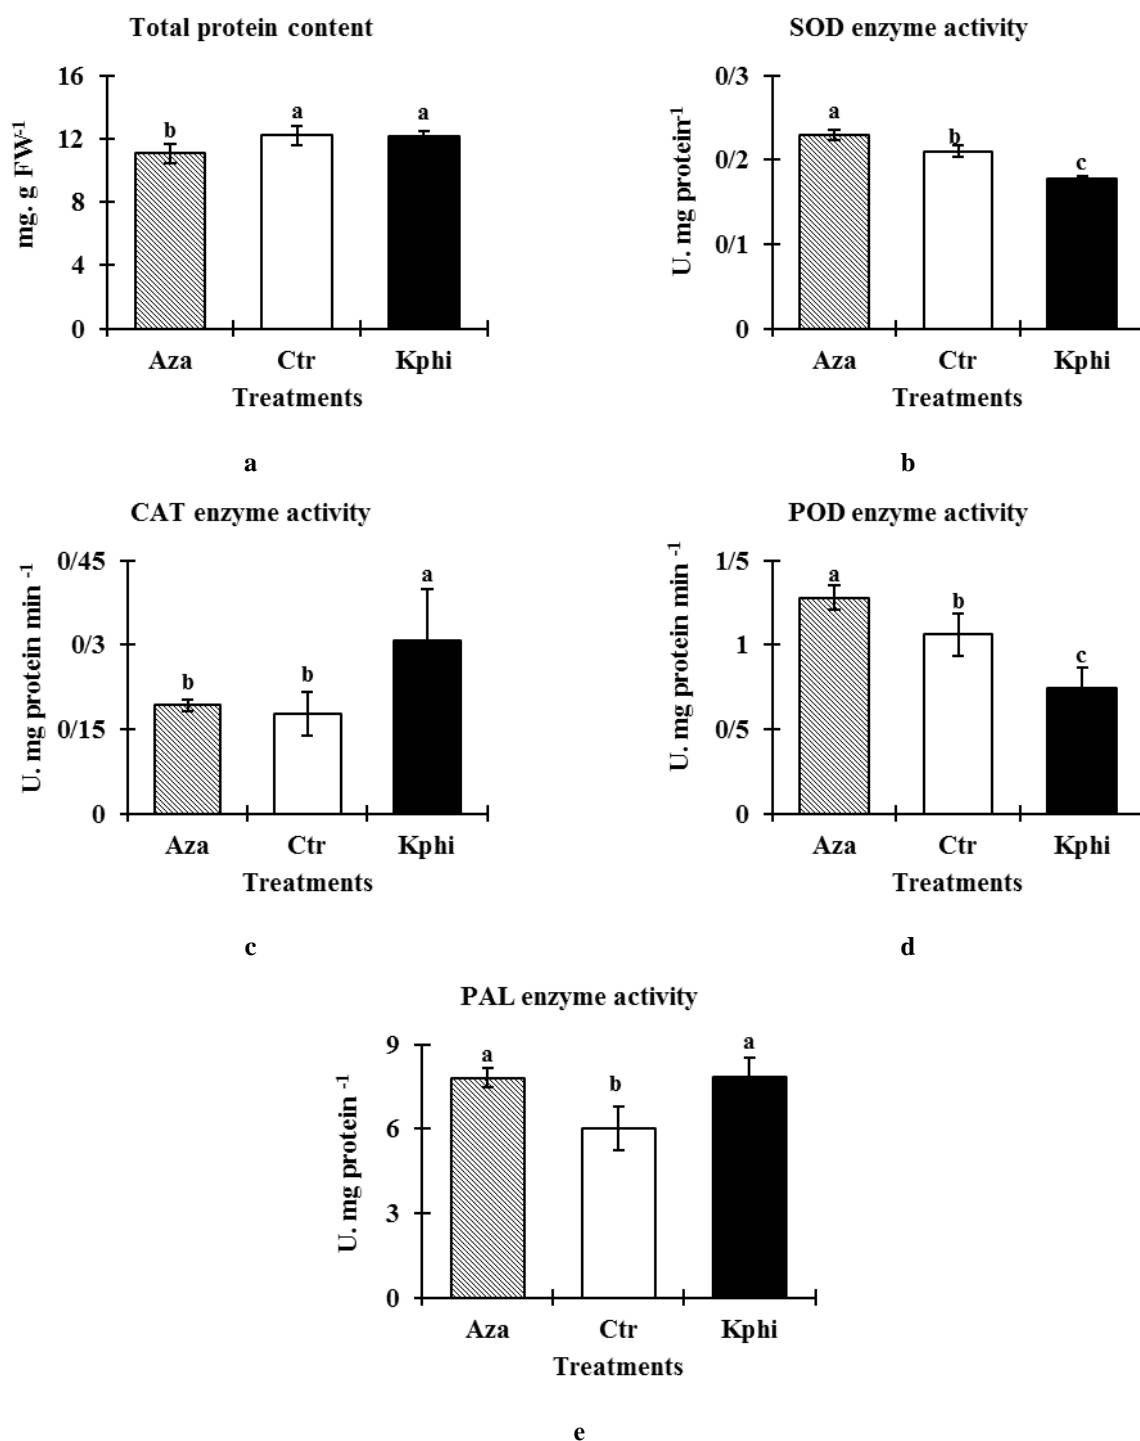 Total protein content
mg. g FW-1
16
12
8
4
0
b
a
a
Aza Ctr Kphi
Treatments
a
SOD enzyme activity
U. mg protein-1
0/3
0/2
0/1
0
a
b
c
Aza Ctr Kphi
Treatments
b
CAT enzyme activity
U. mg protein min -1
0/45
0/3
0/15
0
b
b
a
Aza Ctr Kphi
Treatments
c
POD enzyme activity
U. mg protein min -1
1/5
1
0/5
0
a
b
c
Aza Ctr Kphi
Treatments
d
PAL enzyme activity
U. mg protein -1
9
6
3
0
a
b
a
Aza Ctr Kphi
Treatments
e